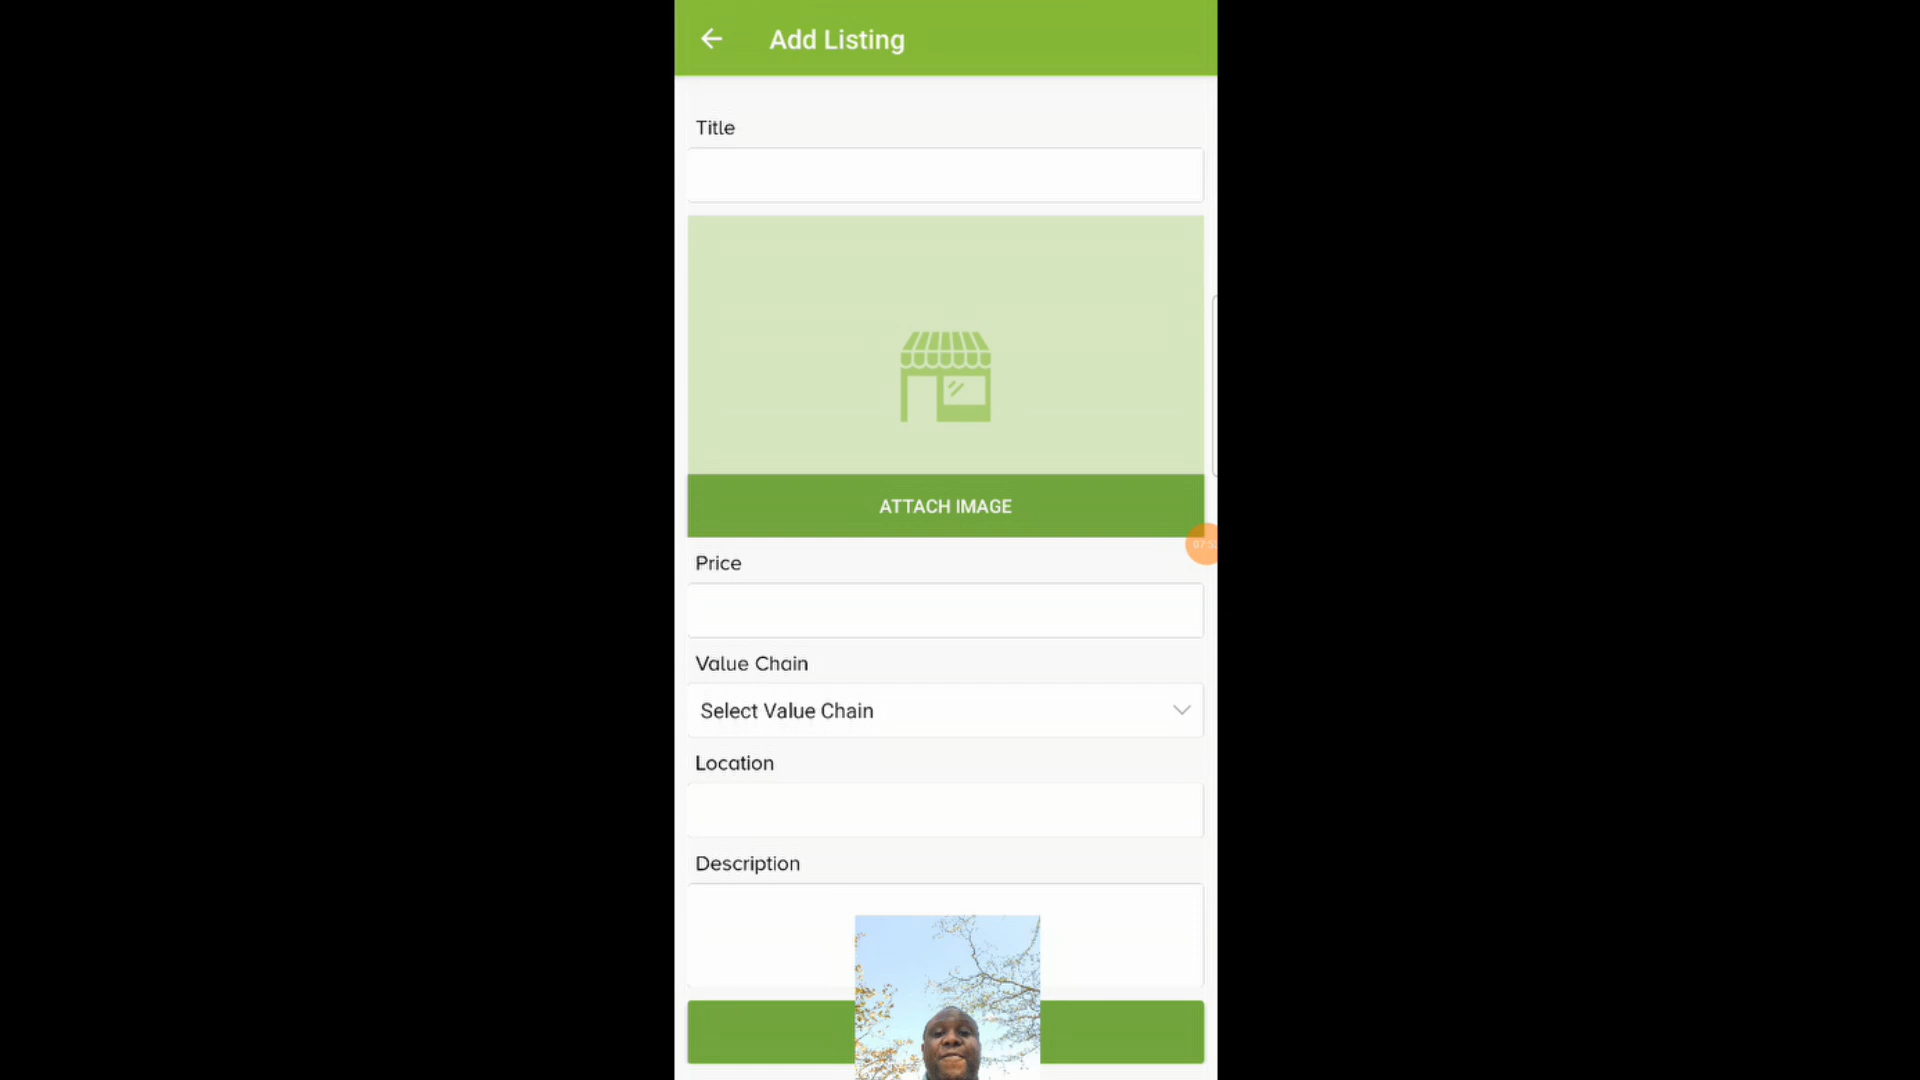 Add Listing
Title
ATTACH IMAGE
Price
Value Chain
Select Value Chain
Location
Description